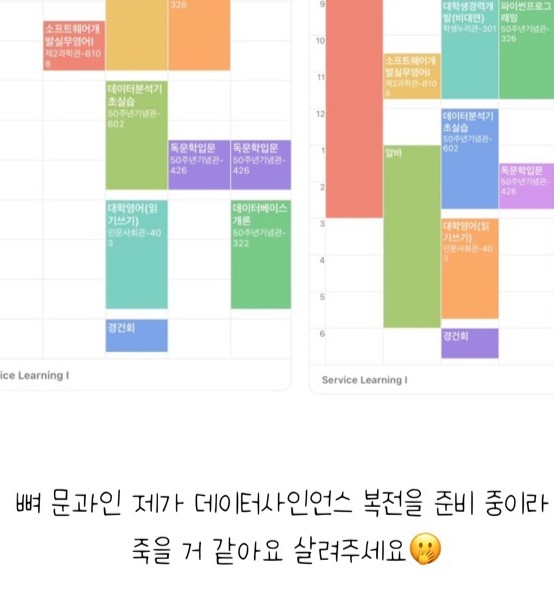 326
소프트웨어개
발실무영어I
제2과학관-810
8
데이터분석기
초실습
50주년기념관-
602
독문학입문
50주년기념관-
426
독문학입문
50주년기념관-
426
대학영어(읽
기쓰기)
인문사회관-40
3
데이터베이스
개론
50주년기념관-
322
경건회
ice Learning I
9
10
11
12
1
2
3
4
5
6
대학생경력개
발(비대면)
학생누리관-301
파이썬프로그
래밍
50주년기념관-
326
소프트웨어개
발실무영어I
제2과학관-810
8
데이터분석기
초실습
50주년기념관-
602
알바
독문학입문
50주년기념관-
426
대학영어(읽
기쓰기)
인문사회관-40
3
경건회
Service Learning I
뼈 문과인 제가 데이터사인언스 복전을 준비 중이라
죽을 거 같아요 살려주세요🤭